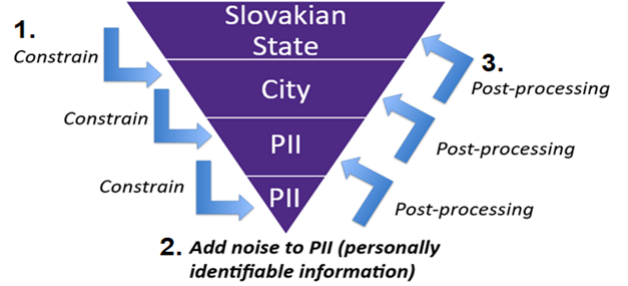 1.
Constrain
Constrain
Constrain
Slovakian
State
City
PII
PII
2. Add noise to PII (personally
identifiable information)
3.
Post-processing
Post-processing
Post-processing